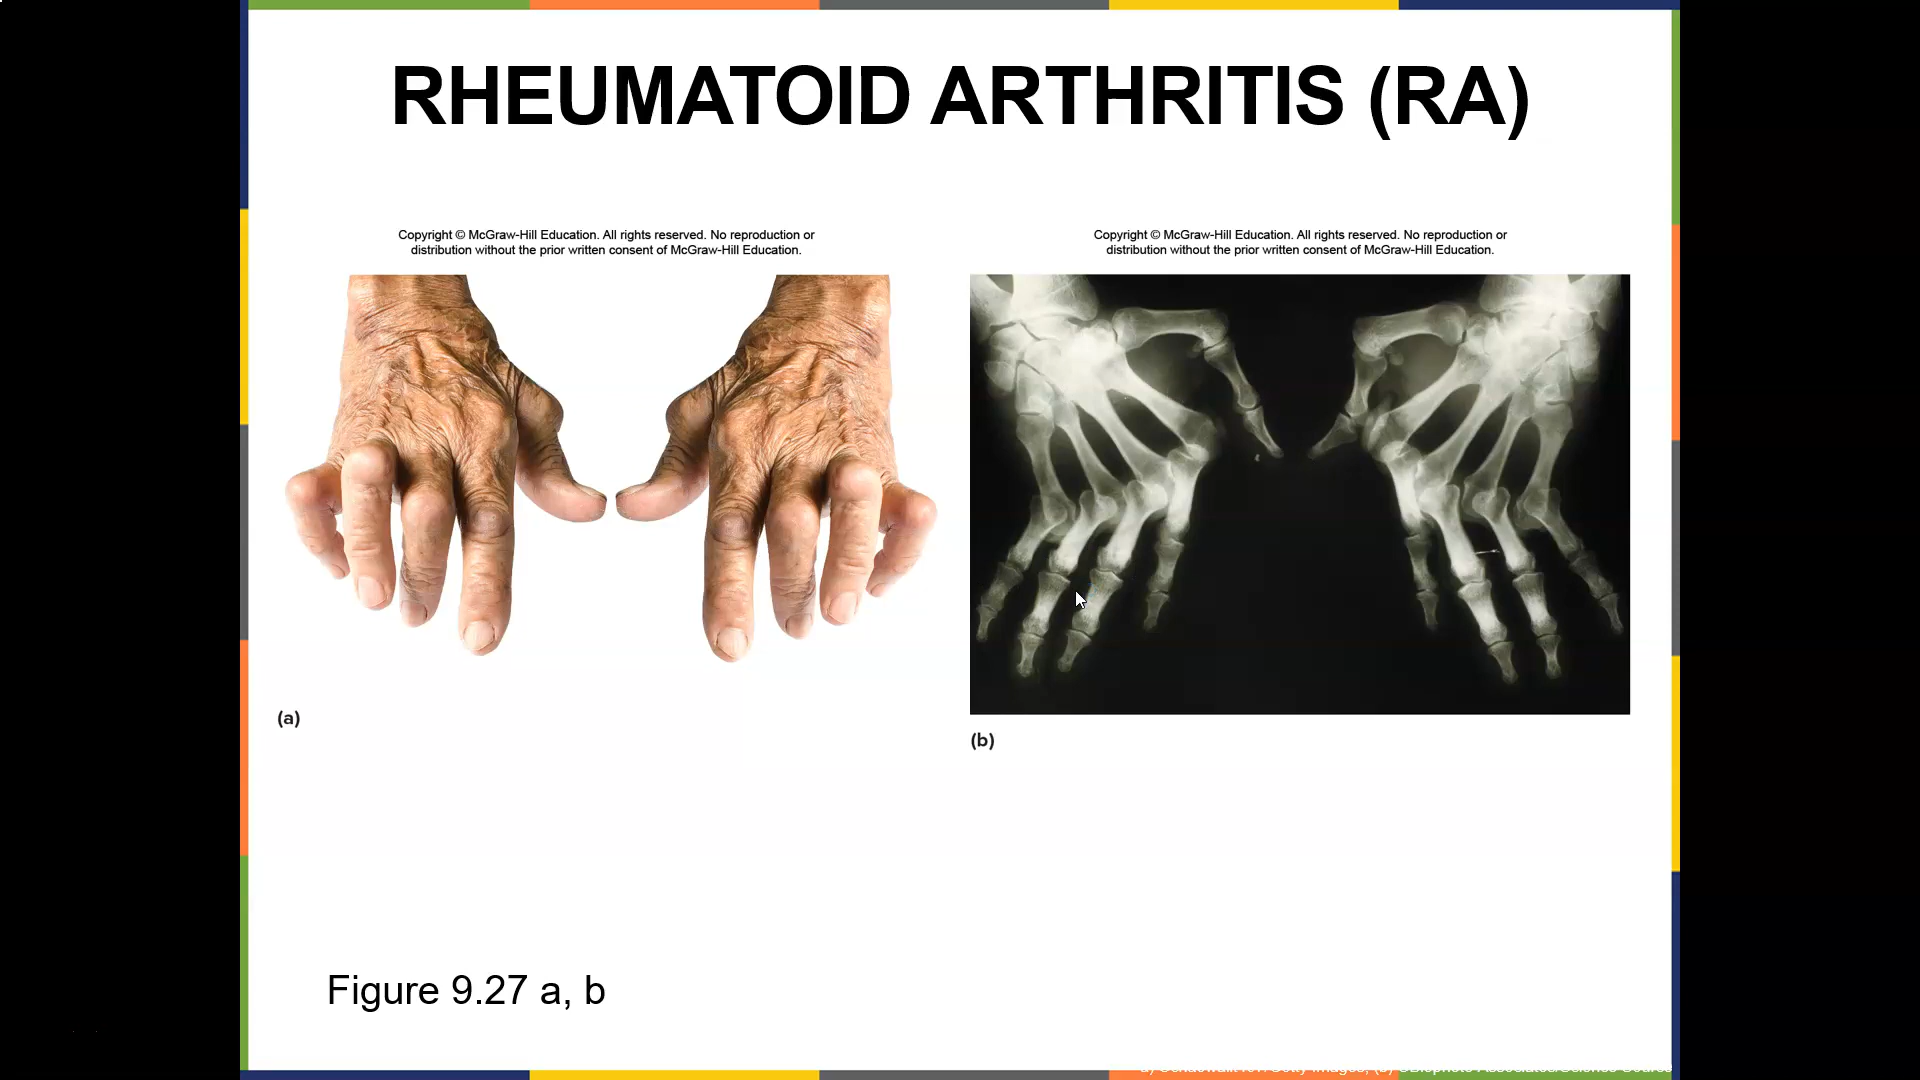 RHEUMATOID ARTHRITIS (RA)
Copyright © McGraw-Hill Education. All rights reserved. No reproduction or
distribution without the prior written consent of McGraw-Hill Education.
Copyright © McGraw-Hill Education. All rights reserved. No reproduction or
distribution without the prior written consent of McGraw-Hill Education.
(a)
(b)
Figure 9.27 a, b